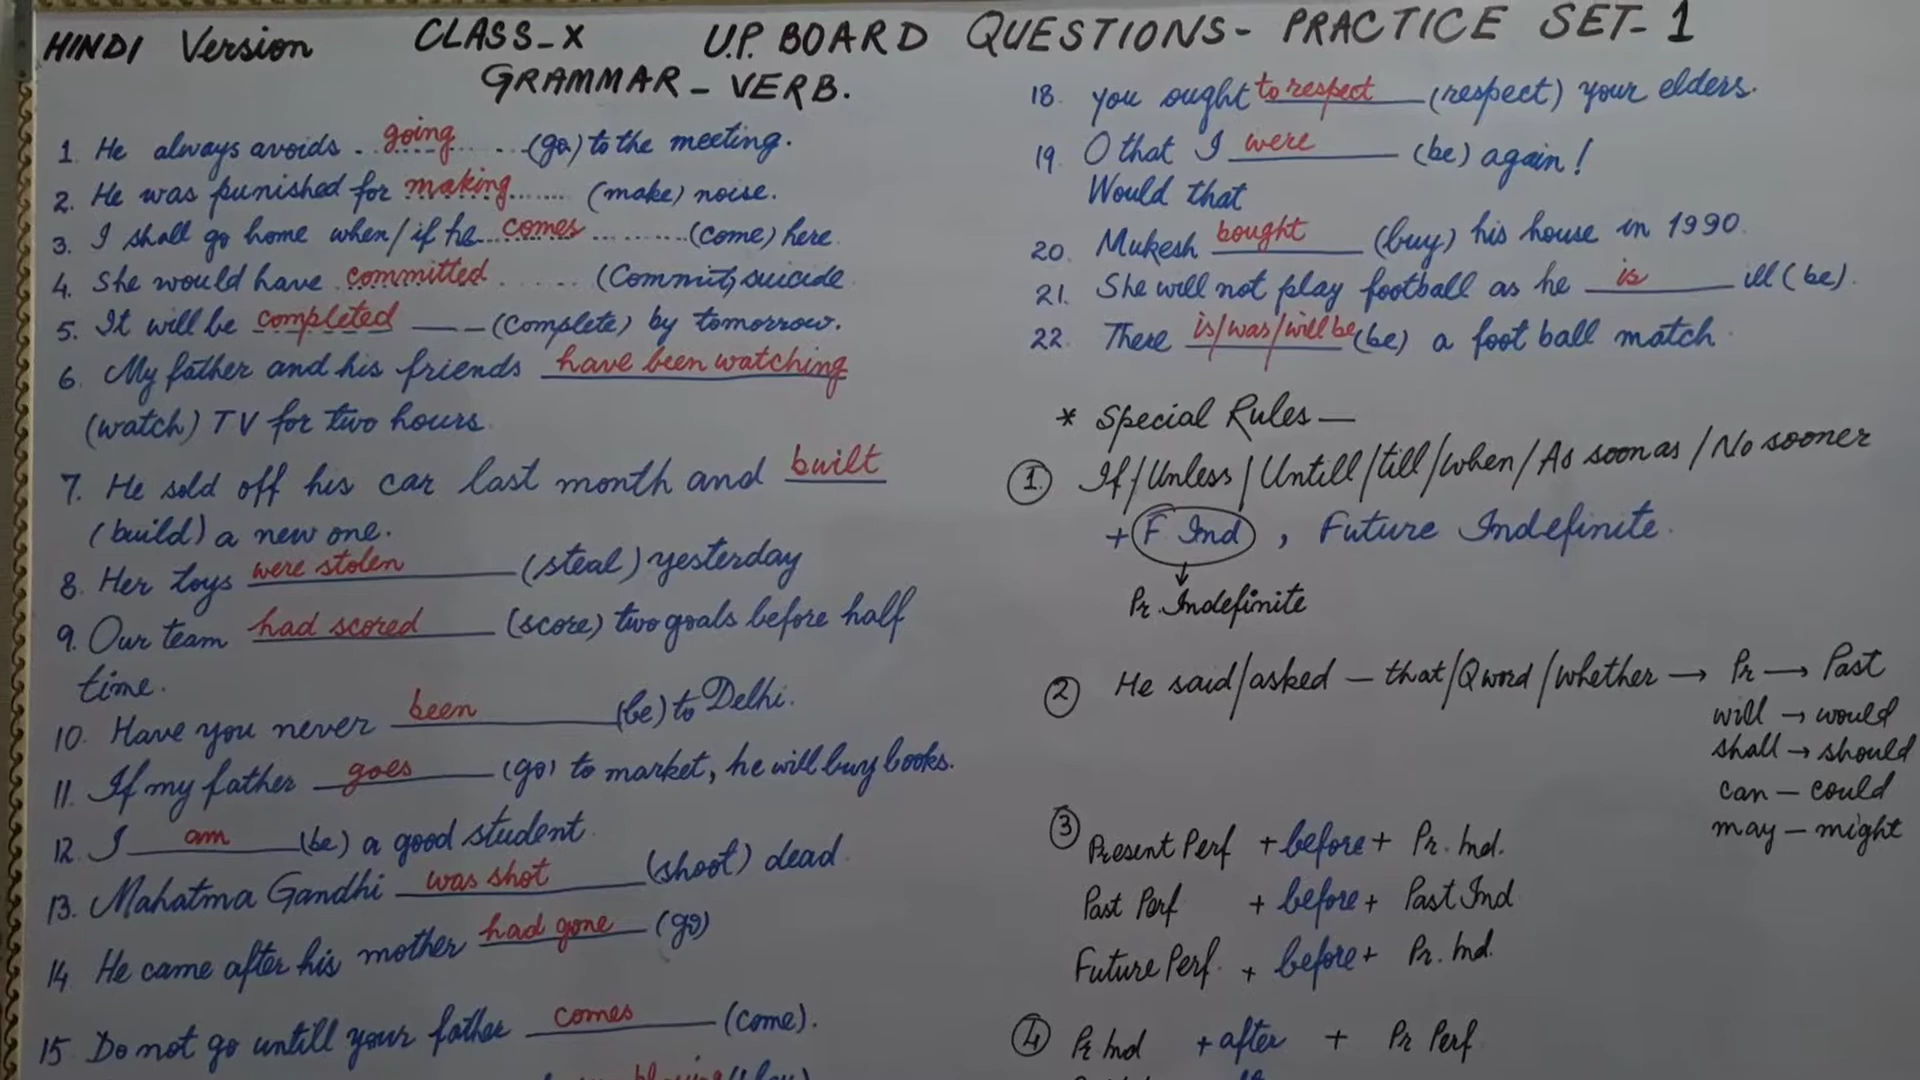 HINDI Version CLASS-X U.P. BOARD QUESTIONS- PRACTICE SET-1
GRAMMAR - VERB.
1. He always avoids going (go) to the meeting.
2. He was punished for making (make) noise.
3. I shall go home when/if he comes (come) here
4. She would have committed (Commit) suicide
5. It will be completed (Complete) by tomorrow.
6. My father and his friends have been watching
(watch) TV for two hours.
7. He sold off his car last month and built
(build) a new one.
8. Her toys were stolen (steal) yesterday
9. Our team had scored (score) two goals before half
time.
10. Have you never been (be) to Delhi.
11. If my father goes (go) to market, he will buy books.
12. I am (be) a good student
13. Mahatma Gandhi was shot (shoot) dead
14 He came after his mother had gone (go)
15 Do not go untill your father comes (come).
18. you ought to respect (respect) your elders.
19. O that I were (be) again!
Would that
20. Mukesh bought (buy) his house in 1990.
21. She will not play football as he is ill (be).
22. There is/was/will be (be) a foot ball match
* Special Rules —
1. If/Unless/Untill/till/when/As soon as/No sooner
+ F Ind, Future Indefinite.
↓
Pr. Indefinite
2 He said/asked — that/Qword/whether → Pr → Past
will → would
shall → should
can — could
may — might
3 Present Perf + before + Pr. Ind.
Past Perf + before + Past Ind
Future Perf. + before + Pr. Ind.
4 Pr Ind + after + Pr Perf